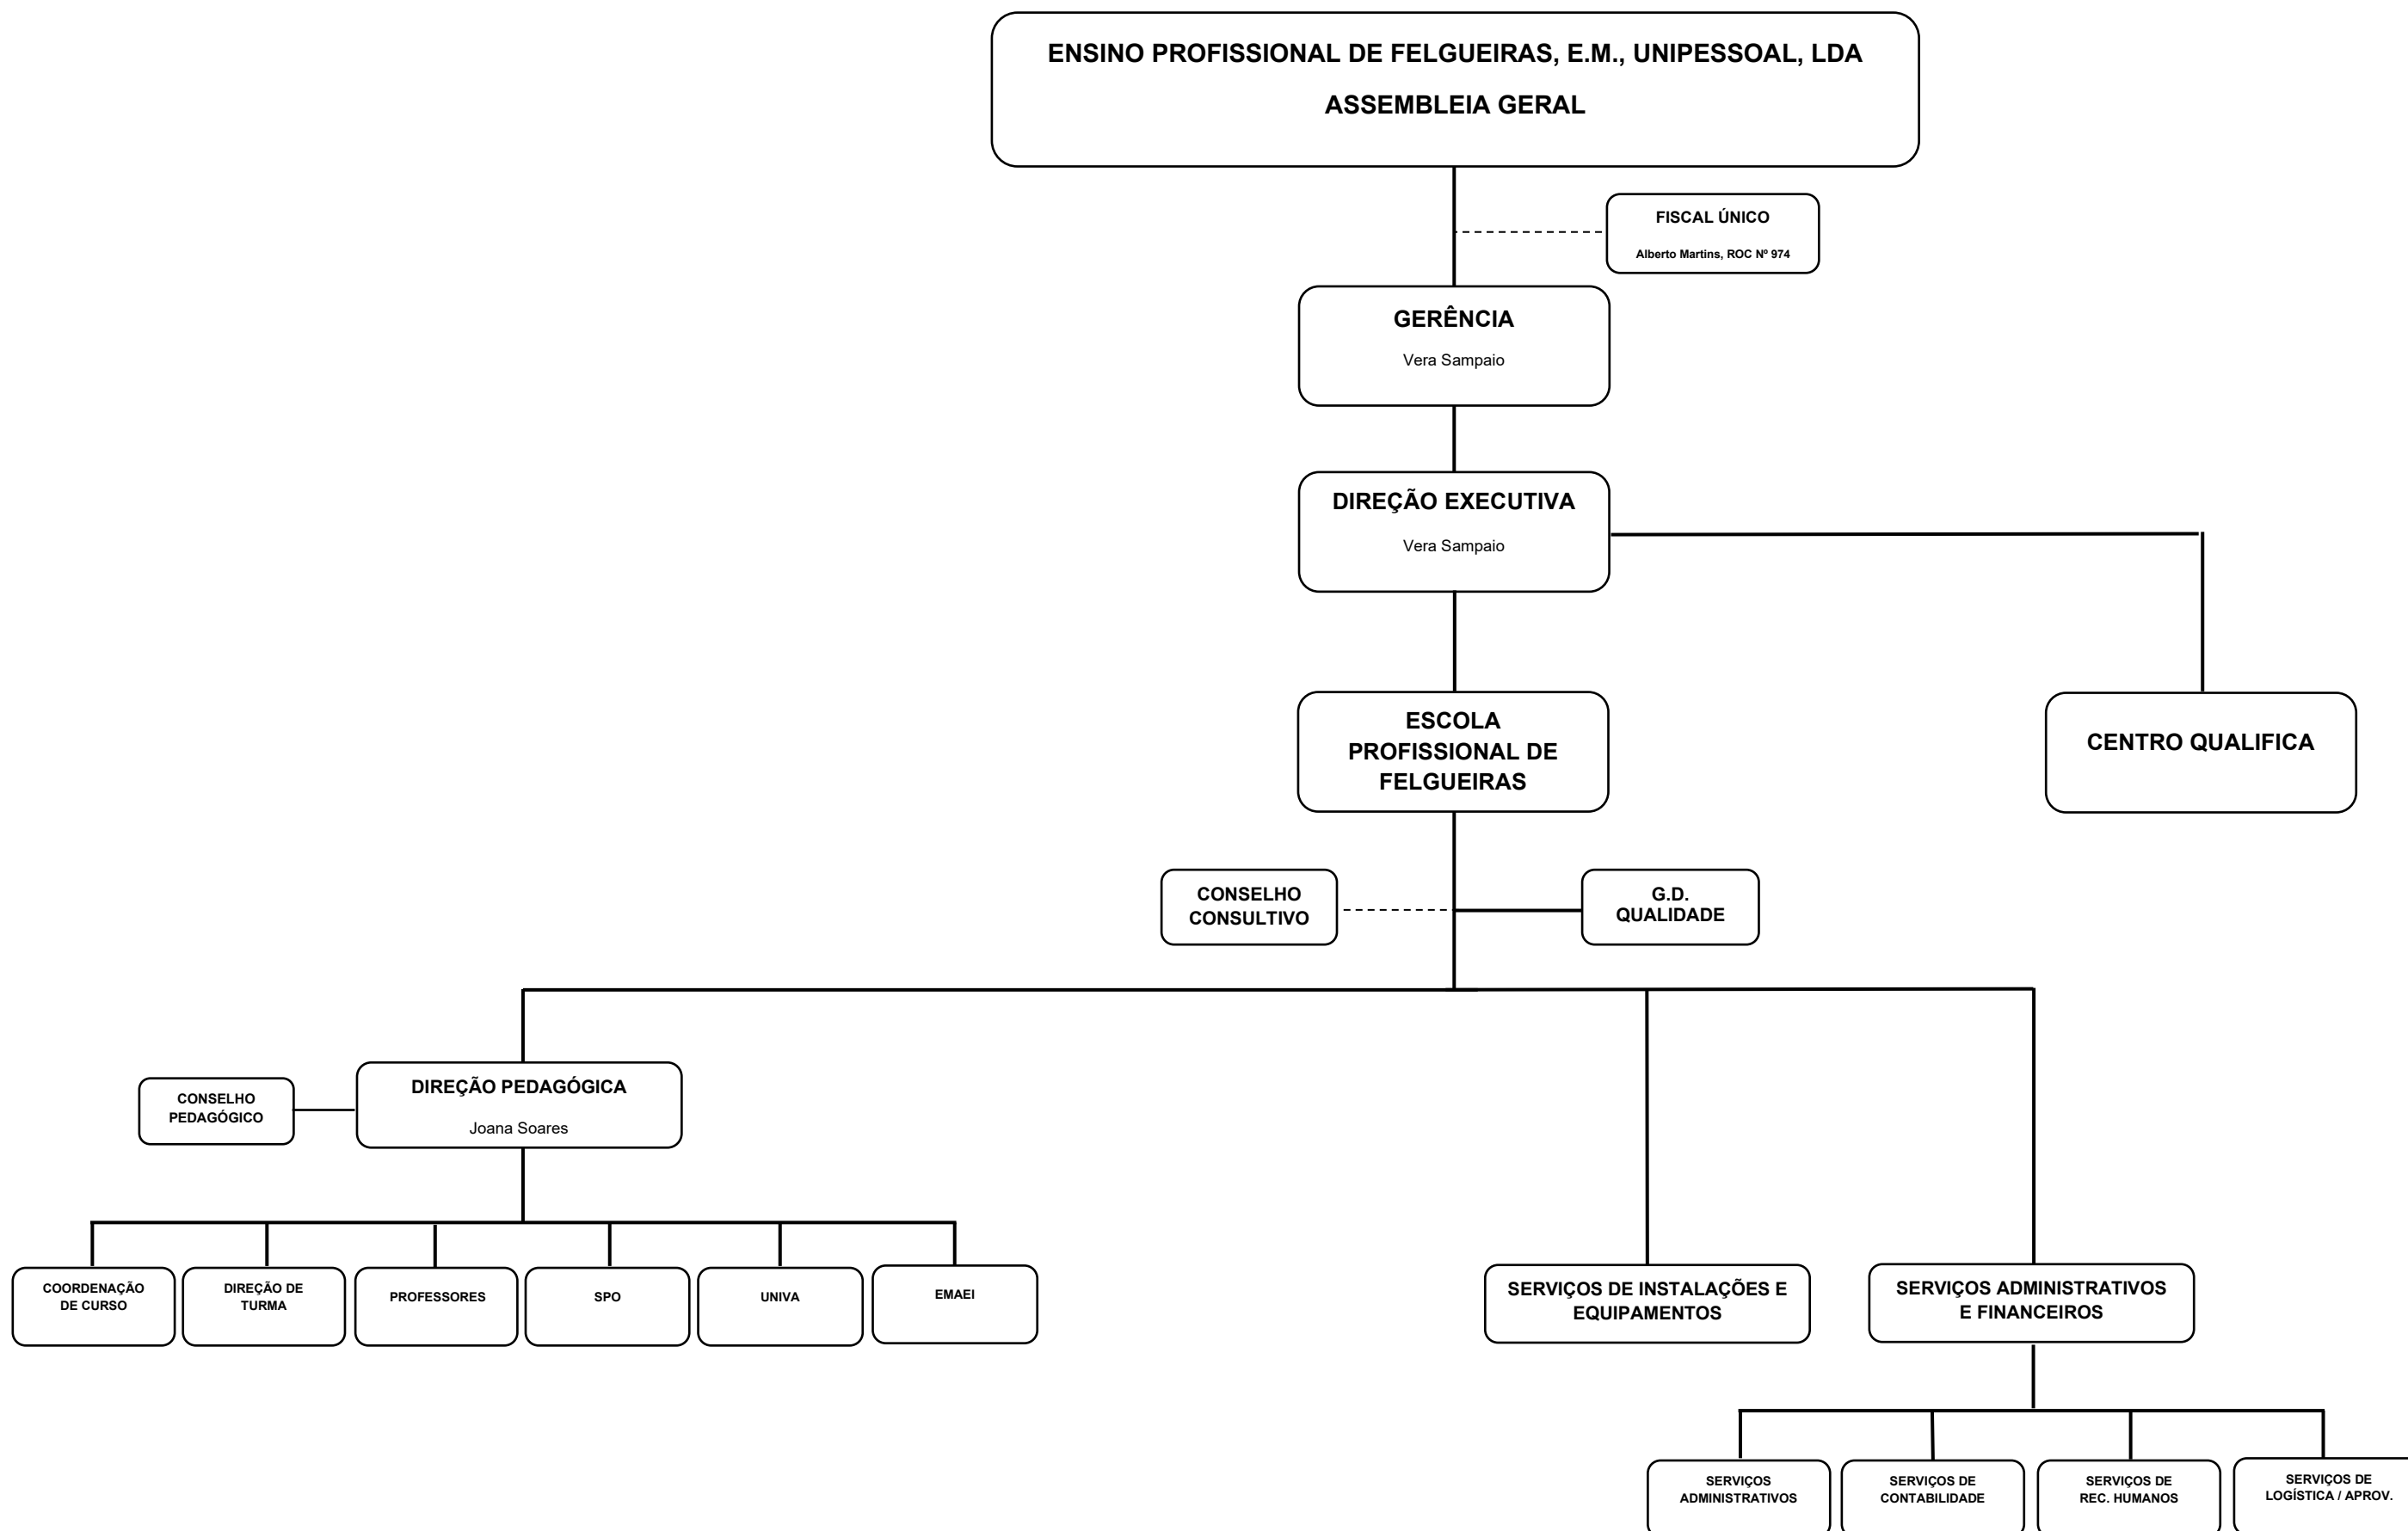 ENSINO PROFISSIONAL DE FELGUEIRAS, E.M., UNIPESSOAL, LDA
ASSEMBLEIA GERAL
FISCAL ÚNICO
Alberto Martins, ROC Nº 974
GERÊNCIA
Vera Sampaio
DIREÇÃO EXECUTIVA
Vera Sampaio
ESCOLA
PROFISSIONAL DE
FELGUEIRAS
CENTRO QUALIFICA
CONSELHO
CONSULTIVO
G.D.
QUALIDADE
CONSELHO
PEDAGÓGICO
DIREÇÃO PEDAGÓGICA
Joana Soares
COORDENAÇÃO
DE CURSO
DIREÇÃO DE
TURMA
PROFESSORES
SPO
UNIVA
EMAEI
SERVIÇOS DE INSTALAÇÕES E
EQUIPAMENTOS
SERVIÇOS ADMINISTRATIVOS
E FINANCEIROS
SERVIÇOS
ADMINISTRATIVOS
SERVIÇOS DE
CONTABILIDADE
SERVIÇOS DE
REC. HUMANOS
SERVIÇOS DE
LOGÍSTICA / APROV.